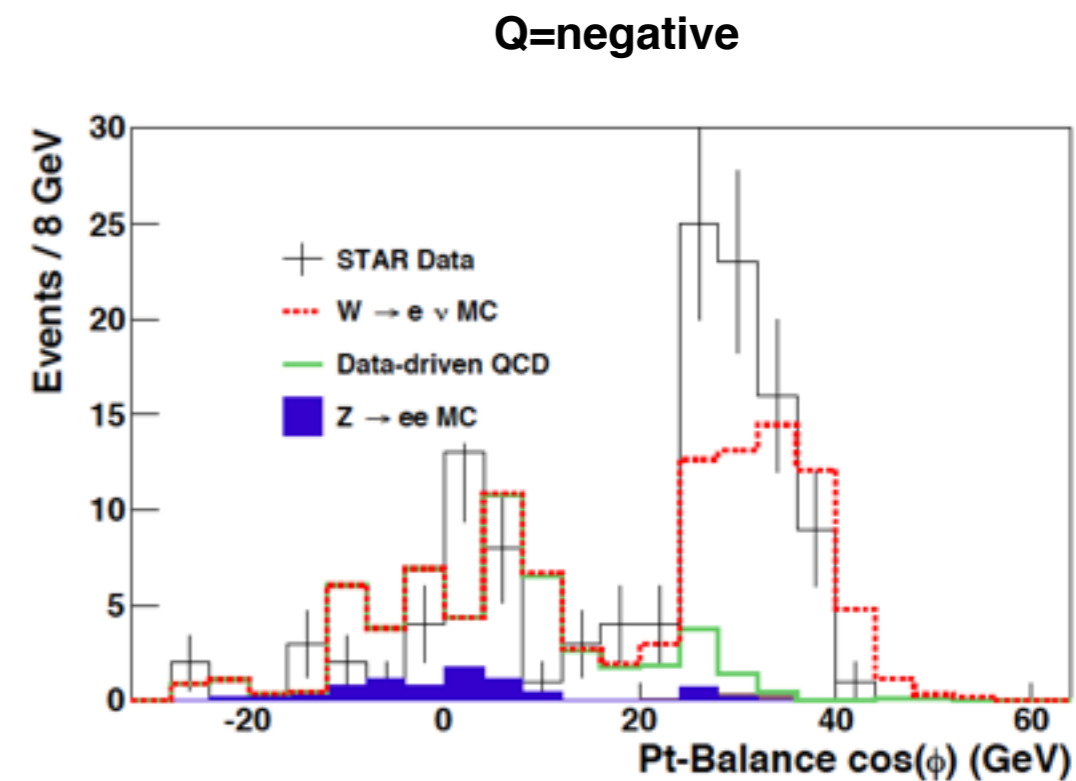 Q=negative
Events / 8 GeV
30
25
20
15
10
5
0
STAR Data
W → e ν MC
Data-driven QCD
Z → ee MC
-20 0 20 40 60
Pt-Balance cos(ϕ) (GeV)